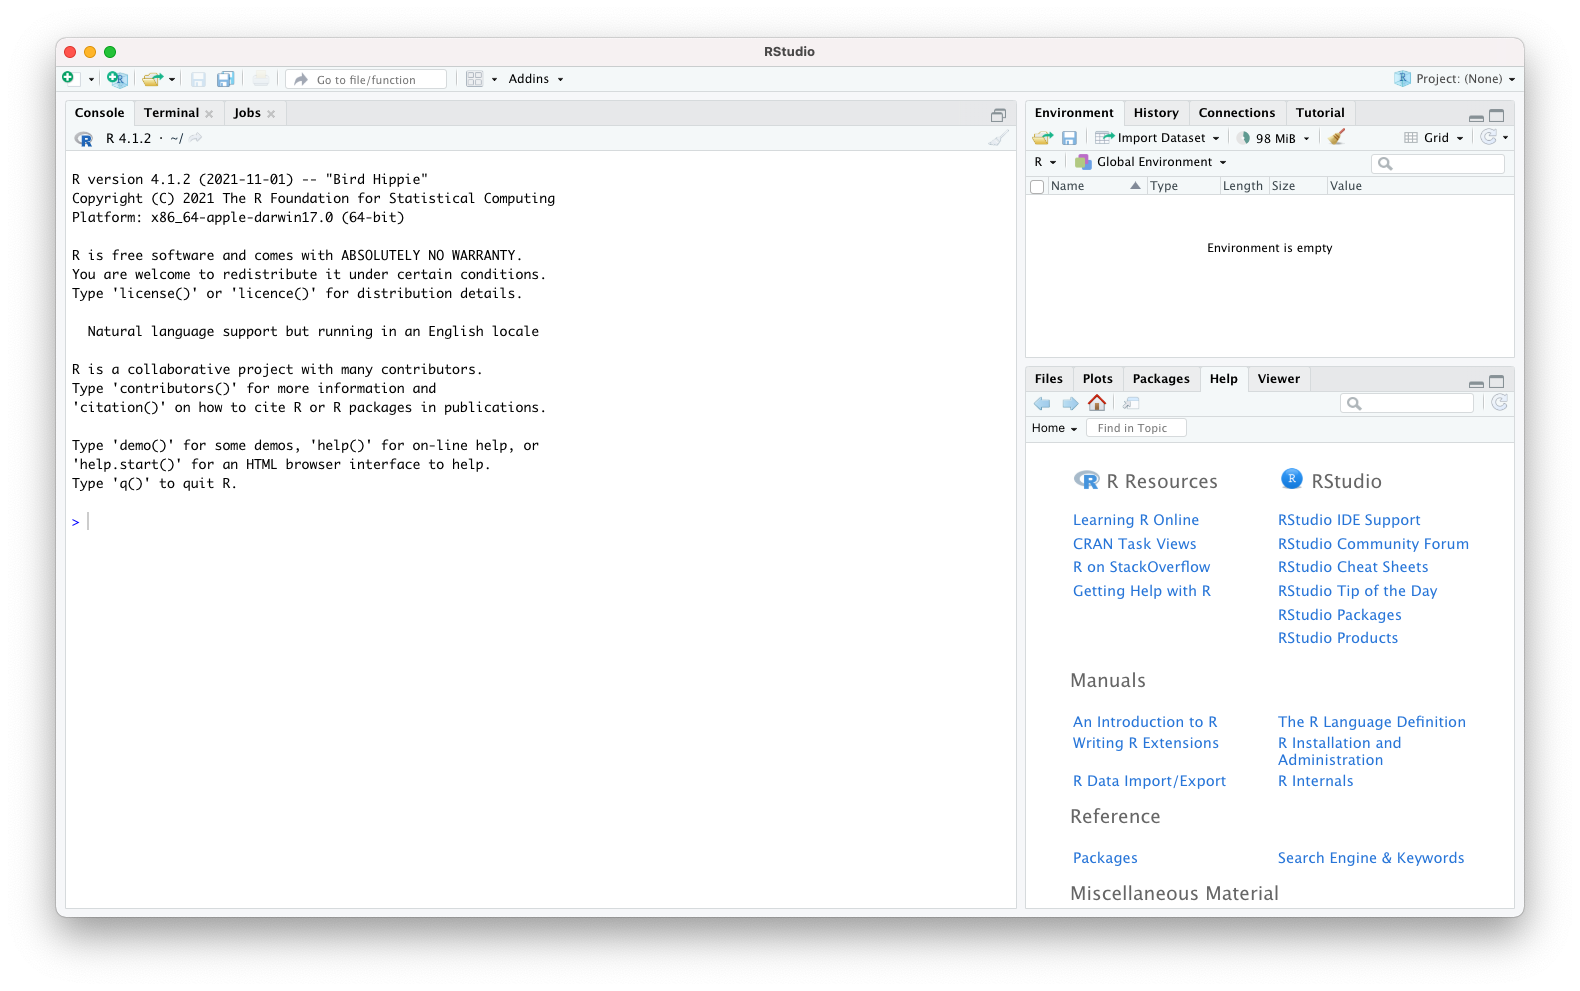 RStudio
Go to file/function
Addins
Project: (None)
Console Terminal Jobs
R 4.1.2 · ~/
R version 4.1.2 (2021-11-01) -- "Bird Hippie"
Copyright (C) 2021 The R Foundation for Statistical Computing
Platform: x86_64-apple-darwin17.0 (64-bit)
R is free software and comes with ABSOLUTELY NO WARRANTY.
You are welcome to redistribute it under certain conditions.
Type 'license()' or 'licence()' for distribution details.
Natural language support but running in an English locale
R is a collaborative project with many contributors.
Type 'contributors()' for more information and
'citation()' on how to cite R or R packages in publications.
Type 'demo()' for some demos, 'help()' for on-line help, or
'help.start()' for an HTML browser interface to help.
Type 'q()' to quit R.
>
Environment History Connections Tutorial
Import Dataset 98 MiB Grid
R Global Environment
Name Type Length Size Value
Environment is empty
Files Plots Packages Help Viewer
Home Find in Topic
R Resources
Learning R Online
CRAN Task Views
R on StackOverflow
Getting Help with R
RStudio
RStudio IDE Support
RStudio Community Forum
RStudio Cheat Sheets
RStudio Tip of the Day
RStudio Packages
RStudio Products
Manuals
An Introduction to R
The R Language Definition
Writing R Extensions
R Installation and
Administration
R Data Import/Export
R Internals
Reference
Packages
Search Engine & Keywords
Miscellaneous Material